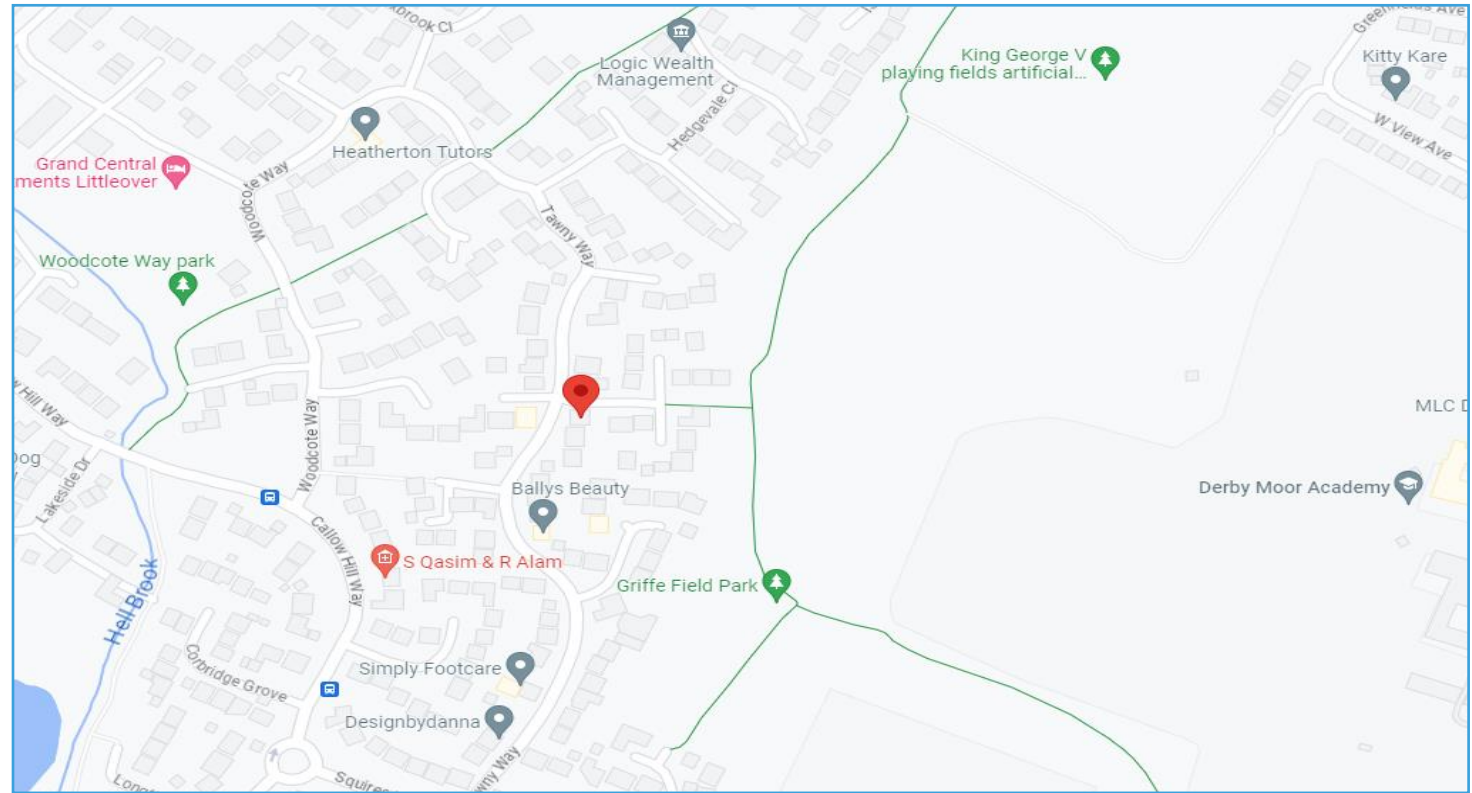 Logic Wealth
Management
King George V
playing fields artificial...
Kitty Kare
W View Ave
Hedgevale Cl
Heatherton Tutors
Grand Central
ments Littleover
Woodcote Way
Tawny Way
Woodcote Way park
Hill Way
MLC
Woodcote Way
Lakeside Dr
Ballys Beauty
Derby Moor Academy
Callow Hill Way
S Qasim & R Alam
Griffe Field Park
Hell Brook
Simply Footcare
Corbridge Grove
Designbydanna
Way